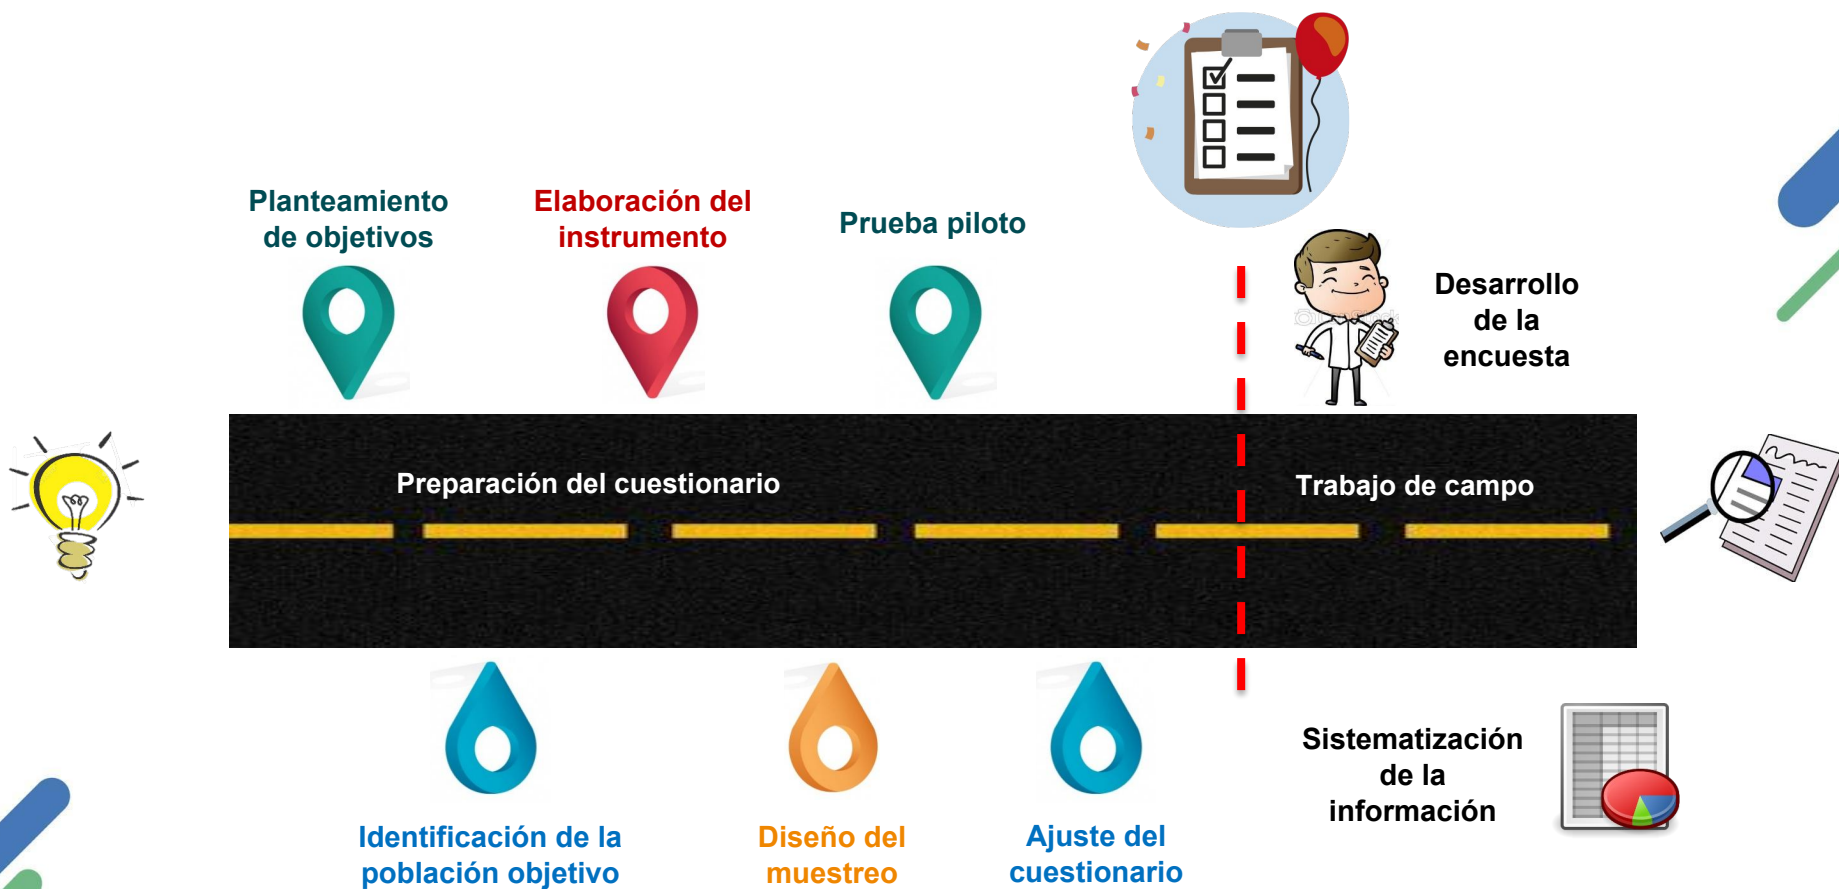 Planteamiento
de objetivos
Elaboración del
instrumento
Prueba piloto
Desarrollo
de la
encuesta
Preparación del cuestionario
Trabajo de campo
Identificación de la
población objetivo
Diseño del
muestreo
Ajuste del
cuestionario
Sistematización
de la
información